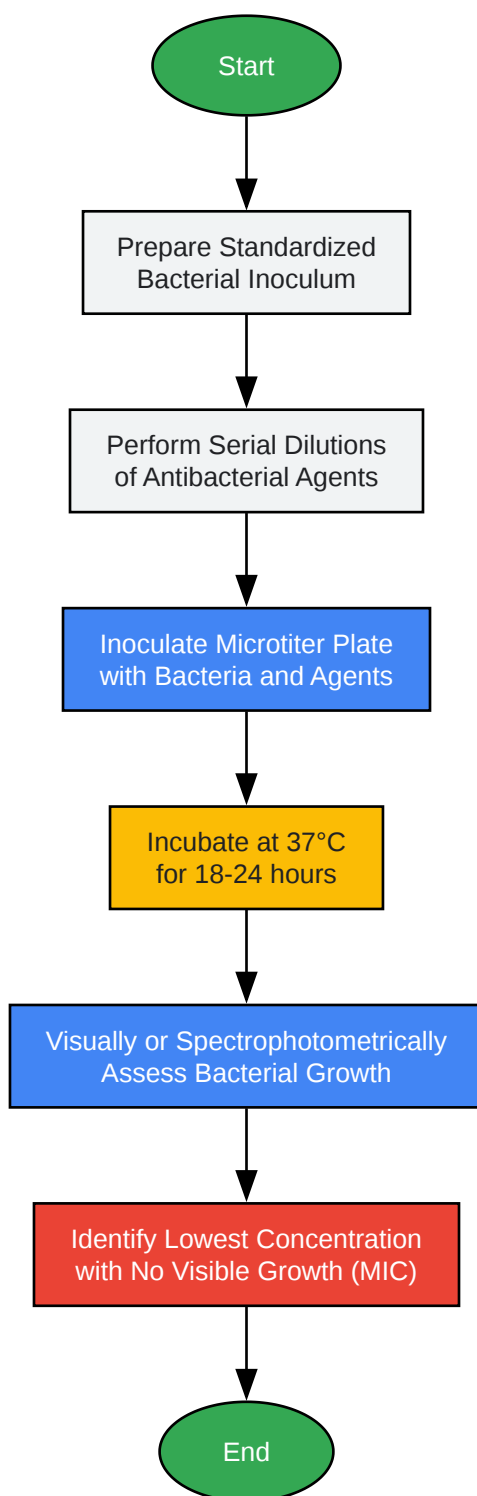 Start
Prepare Standardized
Bacterial Inoculum
Perform Serial Dilutions
of Antibacterial Agents
Inoculate Microtiter Plate
with Bacteria and Agents
Incubate at 37°C
for 18-24 hours
Visually or Spectrophotometrically
Assess Bacterial Growth
Identify Lowest Concentration
with No Visible Growth (MIC)
End